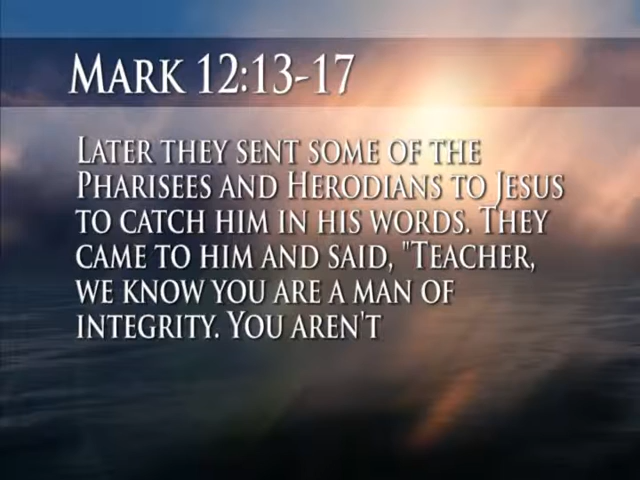 Mark 12:13-17
Later they sent some of the
Pharisees and Herodians to Jesus
to catch him in his words. They
came to him and said, "Teacher,
we know you are a man of
integrity. You aren't